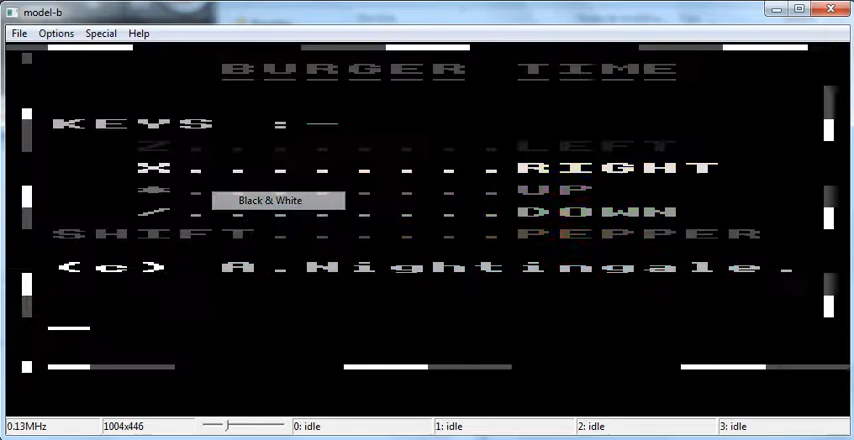 model-b
File Options Special Help
BURGER TIME
KEYS :-
Z . . . . . . . . LEFT
X . . . . . . . . RIGHT
* . . . . . . . . UP
/ . . . . . . . . DOWN
SHIFT . . . . . . PEPPER
Black & White
(c) A.Nightingale.
0.13MHz 1004x446 0: idle 1: idle 2: idle 3: idle